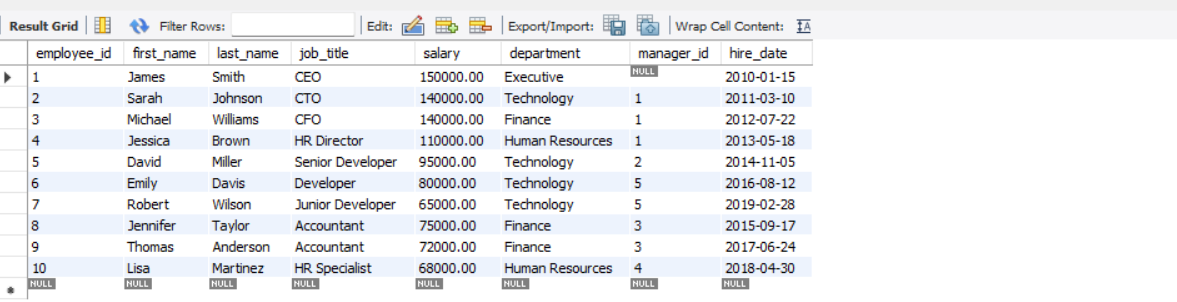 Result Grid Filter Rows: Edit: Export/Import: Wrap Cell Content: IA
employee_id first_name last_name job_title salary department manager_id hire_date
1 James Smith CEO 150000.00 Executive NULL 2010-01-15
2 Sarah Johnson CTO 140000.00 Technology 1 2011-03-10
3 Michael Williams CFO 140000.00 Finance 1 2012-07-22
4 Jessica Brown HR Director 110000.00 Human Resources 1 2013-05-18
5 David Miller Senior Developer 95000.00 Technology 2 2014-11-05
6 Emily Davis Developer 80000.00 Technology 5 2016-08-12
7 Robert Wilson Junior Developer 65000.00 Technology 5 2019-02-28
8 Jennifer Taylor Accountant 75000.00 Finance 3 2015-09-17
9 Thomas Anderson Accountant 72000.00 Finance 3 2017-06-24
10 Lisa Martinez HR Specialist 68000.00 Human Resources 4 2018-04-30
NULL NULL NULL NULL NULL NULL NULL NULL